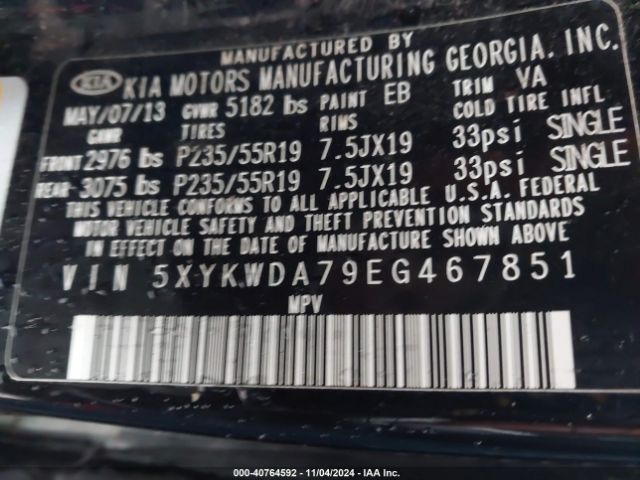 MANUFACTURED BY
KIA KIA MOTORS MANUFACTURING GEORGIA. INC.
MAY/07/13 GVWR 5182 lbs PAINT EB TRIM VA
GAWR TIRES RIMS COLD TIRE INFL
FRONT 2976 lbs P235/55R19 7.5JX19 33psi SINGLE
REAR 3075 lbs P235/55R19 7.5JX19 33psi SINGLE
THIS VEHICLE CONFORMS TO ALL APPLICABLE U.S.A. FEDERAL
MOTOR VEHICLE SAFETY AND THEFT PREVENTION STANDARDS
IN EFFECT ON THE DATE OF MANUFACTURE SHOWN ABOVE
VIN 5XYKWDA79EG467851
MPV
000-40764592 - 11/04/2024 - IAA Inc.